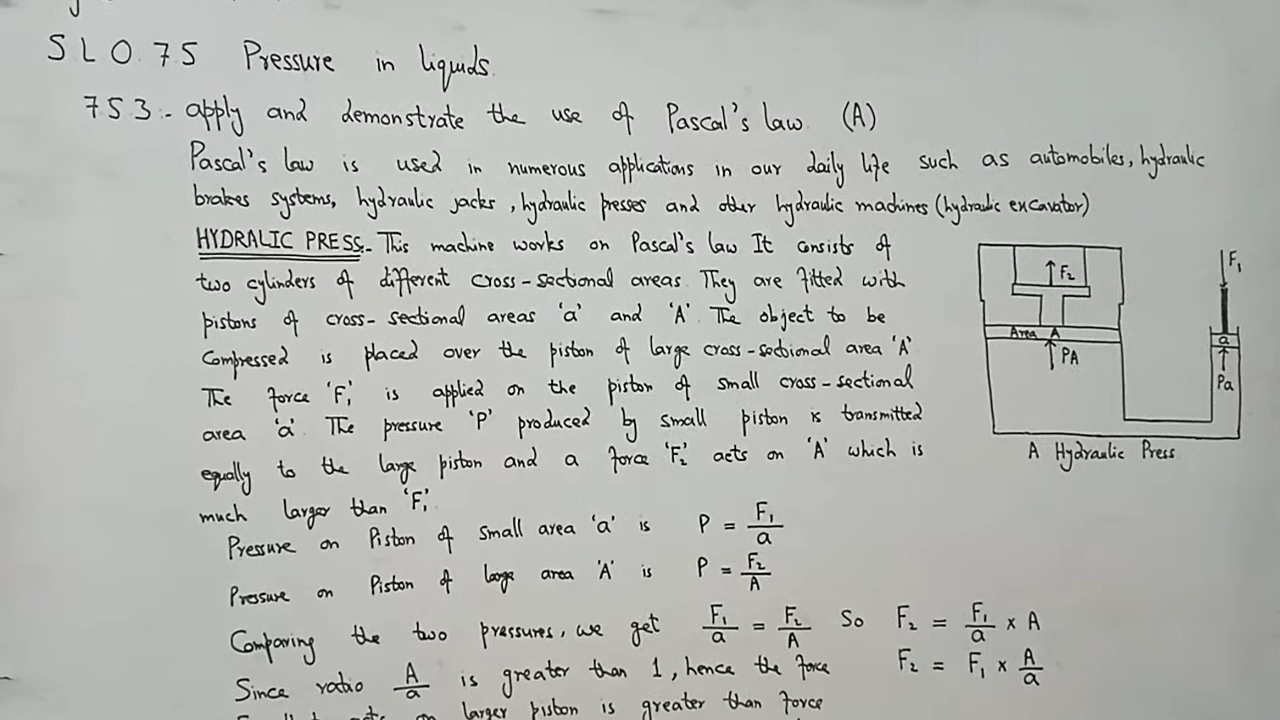 SLO 7.5 Pressure in liquids.
7.5.3:- apply and demonstrate the use of Pascal's law (A)
Pascal's law is used in numerous applications in our daily life such as automobiles, hydraulic
brakes systems, hydraulic jacks, hydraulic presses and other hydraulic machines (hydraulic excavator)
HYDRALIC PRESS:- This machine works on Pascal's law It consists of
two cylinders of different cross-sectional areas They are fitted with
pistons of cross-sectional areas 'a' and 'A'. The object to be
compressed is placed over the piston of large cross-sectional area 'A'
The force 'F₁' is applied on the piston of small cross-sectional
area 'a'. The pressure 'P' produced by small piston is transmitted
equally to the large piston and a force 'F₂' acts on 'A' which is
much larger than 'F₁'.
Pressure on Piston of small area 'a' is P = F₁/a
Pressure on Piston of large area 'A' is P = F₂/A
Comparing the two pressures, we get F₁/a = F₂/A So F₂ = F₁/a × A
F₂ = F₁ × A/a
Since ratio A/a is greater than 1, hence the force
larger piston is greater than force
F₂
F₁
Area A
a
PA
Pa
A Hydraulic Press